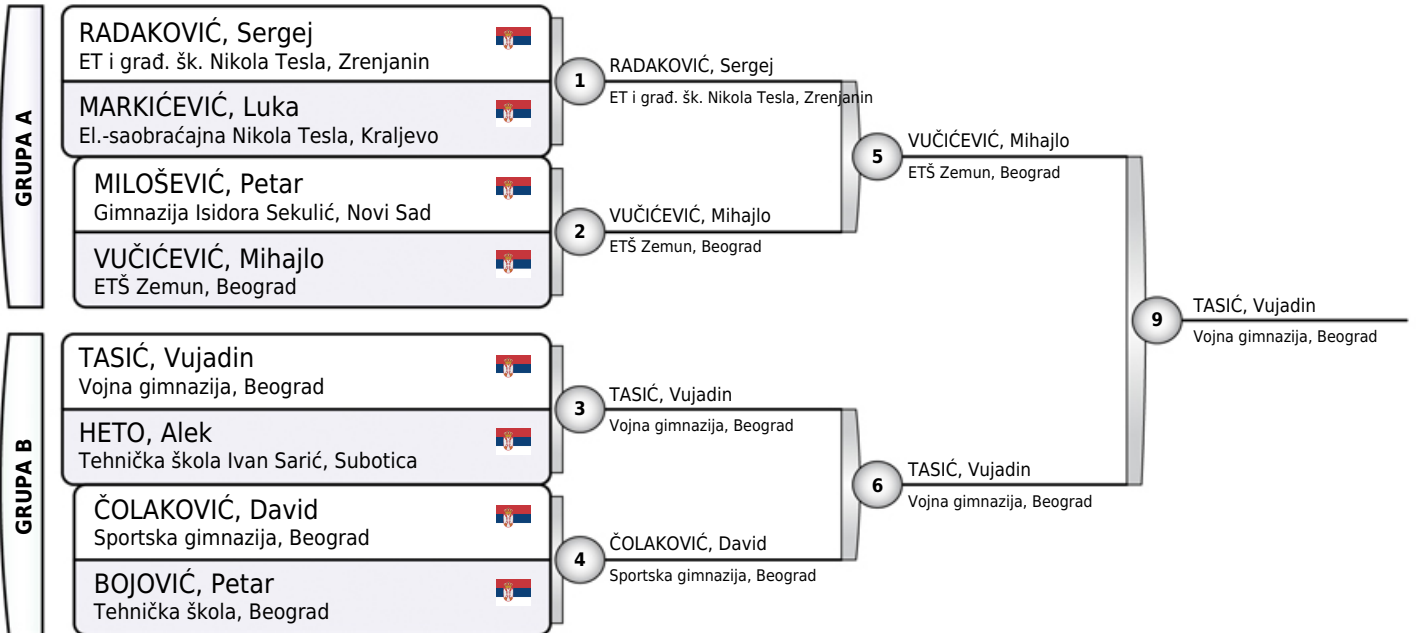 GRUPA A
RADAKOVIĆ, Sergej
ET i građ. šk. Nikola Tesla, Zrenjanin
MARKIĆEVIĆ, Luka
El.-saobraćajna Nikola Tesla, Kraljevo
MILOŠEVIĆ, Petar
Gimnazija Isidora Sekulić, Novi Sad
VUČIĆEVIĆ, Mihajlo
ETŠ Zemun, Beograd
GRUPA B
TASIĆ, Vujadin
Vojna gimnazija, Beograd
HETO, Alek
Tehnička škola Ivan Sarić, Subotica
ČOLAKOVIĆ, David
Sportska gimnazija, Beograd
BOJOVIĆ, Petar
Tehnička škola, Beograd
1
RADAKOVIĆ, Sergej
ET i građ. šk. Nikola Tesla, Zrenjanin
2
VUČIĆEVIĆ, Mihajlo
ETŠ Zemun, Beograd
3
TASIĆ, Vujadin
Vojna gimnazija, Beograd
4
ČOLAKOVIĆ, David
Sportska gimnazija, Beograd
5
VUČIĆEVIĆ, Mihajlo
ETŠ Zemun, Beograd
6
TASIĆ, Vujadin
Vojna gimnazija, Beograd
9
TASIĆ, Vujadin
Vojna gimnazija, Beograd